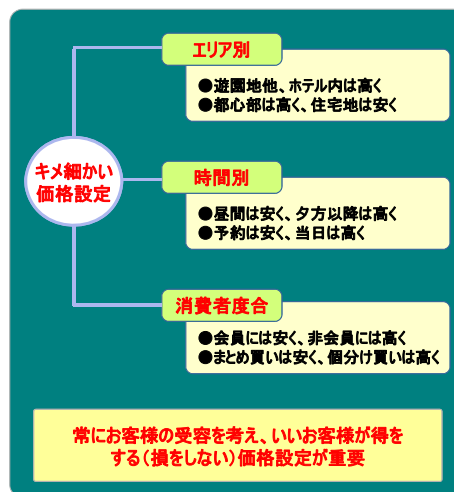 エリア別
●遊園地他、ホテル内は高く
●都心部は高く、住宅地は安く
キメ細かい
価格設定
時間別
●昼間は安く、夕方以降は高く
●予約は安く、当日は高く
消費者度合
●会員には安く、非会員には高く
●まとめ買いは安く、個分け買いは高く
常にお客様の受容を考え、いいお客様が得を
する（損をしない）価格設定が重要